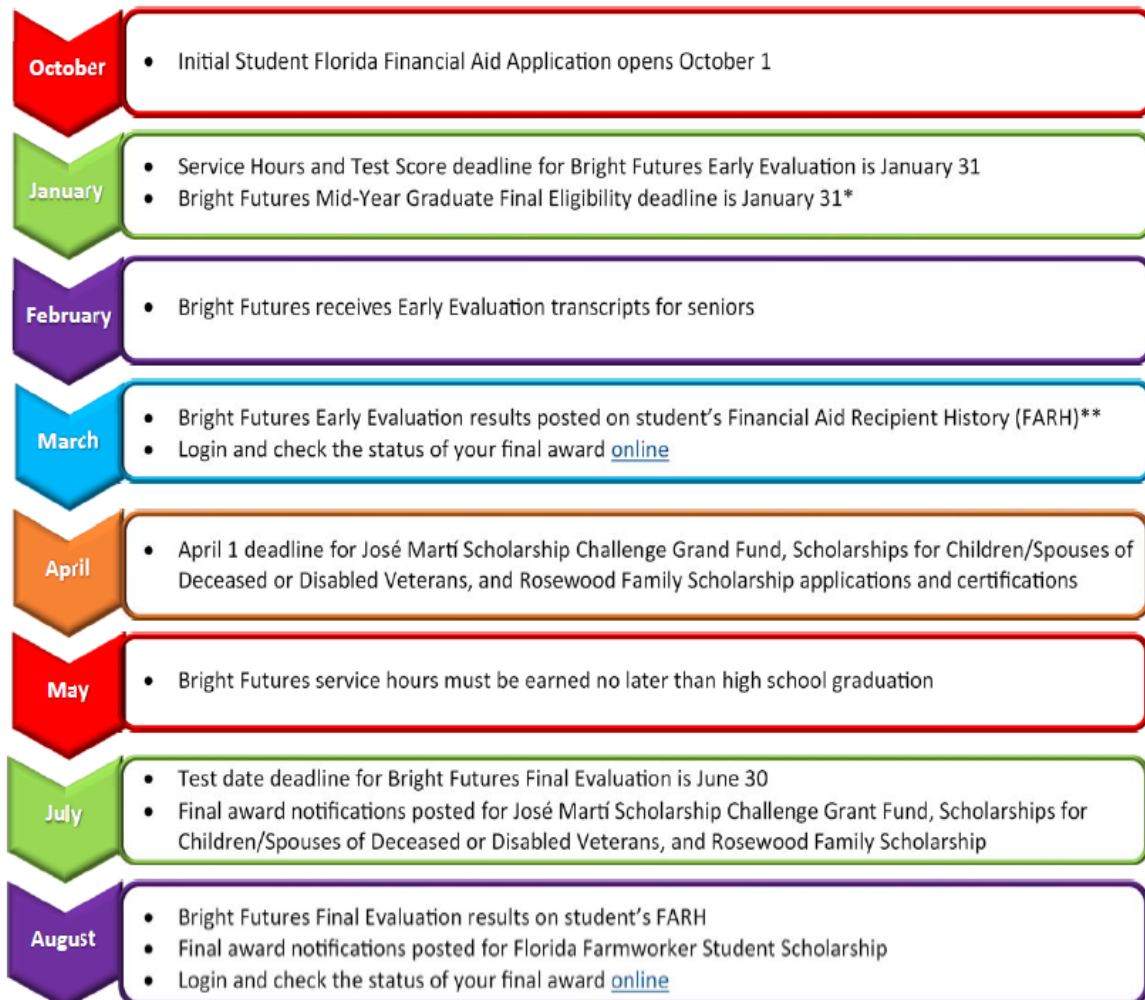 October
• Initial Student Florida Financial Aid Application opens October 1
January
• Service Hours and Test Score deadline for Bright Futures Early Evaluation is January 31
• Bright Futures Mid-Year Graduate Final Eligibility deadline is January 31*
February
• Bright Futures receives Early Evaluation transcripts for seniors
March
• Bright Futures Early Evaluation results posted on student's Financial Aid Recipient History (FARH)**
• Login and check the status of your final award online
April
• April 1 deadline for José Martí Scholarship Challenge Grand Fund, Scholarships for Children/Spouses of
Deceased or Disabled Veterans, and Rosewood Family Scholarship applications and certifications
May
• Bright Futures service hours must be earned no later than high school graduation
July
• Test date deadline for Bright Futures Final Evaluation is June 30
• Final award notifications posted for José Martí Scholarship Challenge Grant Fund, Scholarships for
Children/Spouses of Deceased or Disabled Veterans, and Rosewood Family Scholarship
August
• Bright Futures Final Evaluation results on student's FARH
• Final award notifications posted for Florida Farmworker Student Scholarship
• Login and check the status of your final award online